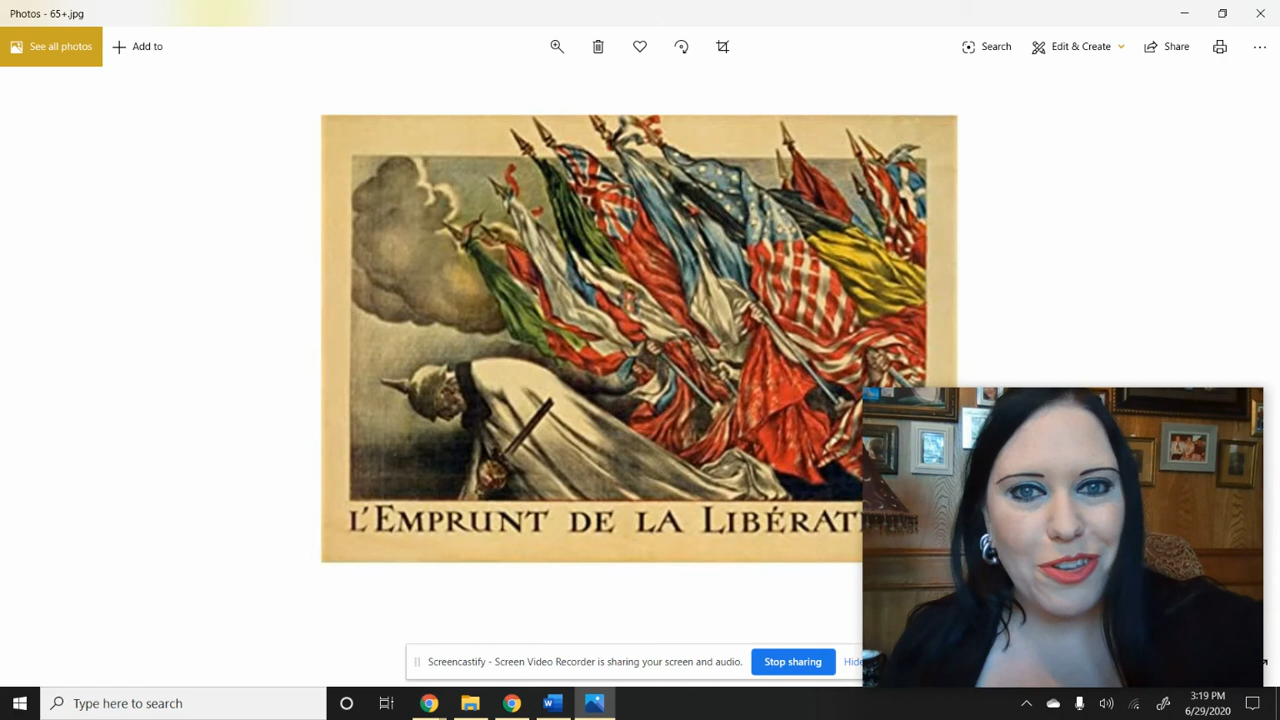 Photos - 65+.jpg
See all photos
Add to
Search
Edit & Create
Share
L'EMPRUNT DE LA LIBÉRAT
Screencastify - Screen Video Recorder is sharing your screen and audio.
Stop sharing
Hide
Type here to search
3:19 PM
6/29/2020